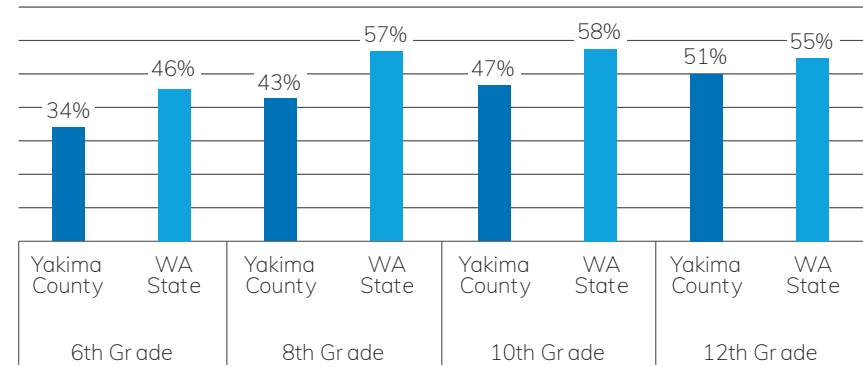 34%
46%
43%
57%
47%
58%
51%
55%
Yakima County
WA State
Yakima County
WA State
Yakima County
WA State
Yakima County
WA State
6th Grade
8th Grade
10th Grade
12th Grade